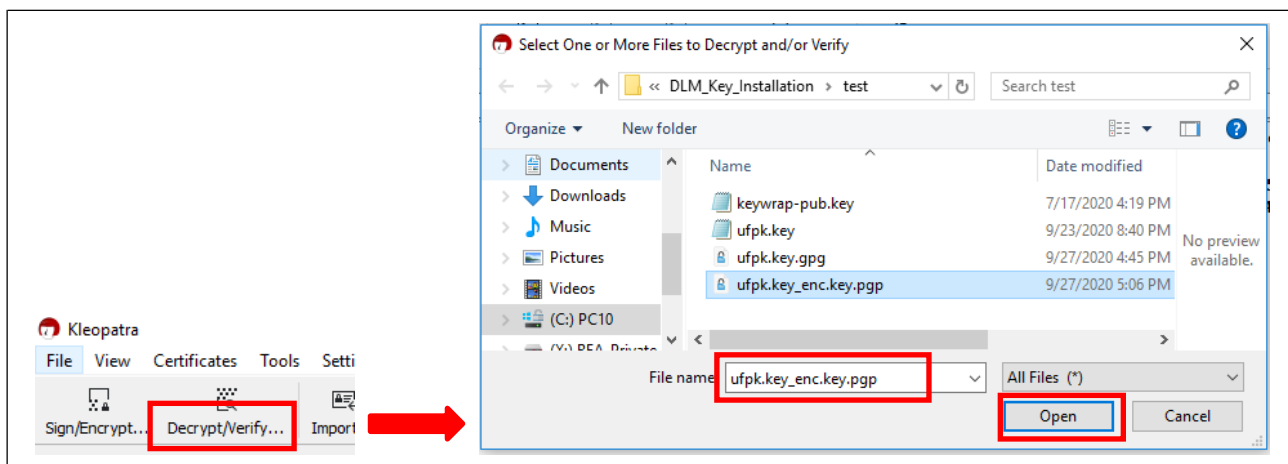 Select One or More Files to Decrypt and/or Verify
« DLM_Key_Installation > test
Search test
Organize
New folder
Documents
Downloads
Music
Pictures
Videos
(C:) PC10
Name
Date modified
keywrap-pub.key
7/17/2020 4:19 PM
ufpk.key
9/23/2020 8:40 PM
ufpk.key.gpg
9/27/2020 4:45 PM
ufpk.key_enc.key.pgp
9/27/2020 5:06 PM
No preview
available.
File name
ufpk.key_enc.key.pgp
All Files (*)
Open
Cancel
Kleopatra
File View Certificates Tools Setti
Sign/Encrypt... Decrypt/Verify... Import